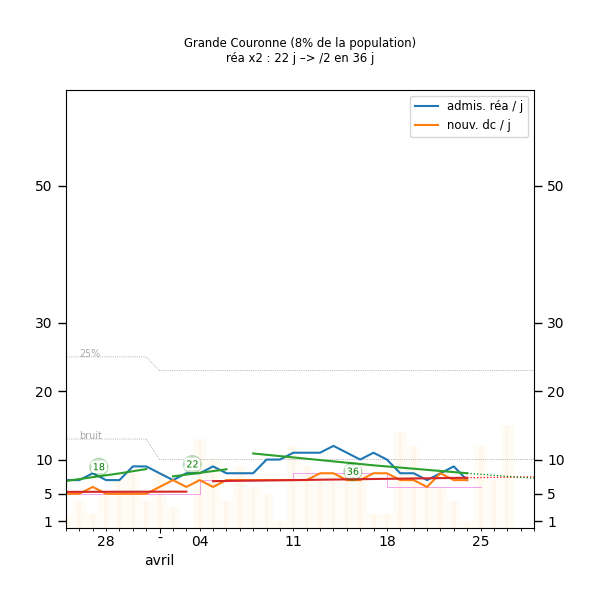 Grande Couronne (8% de la population)
réa x2 : 22 j –> /2 en 36 j
admis. réa / j
nouv. dc / j
50 50
30 30
25%
20 20
bruit
10 10
18 22 36
5 5
1 1
28 - 04 11 18 25
avril